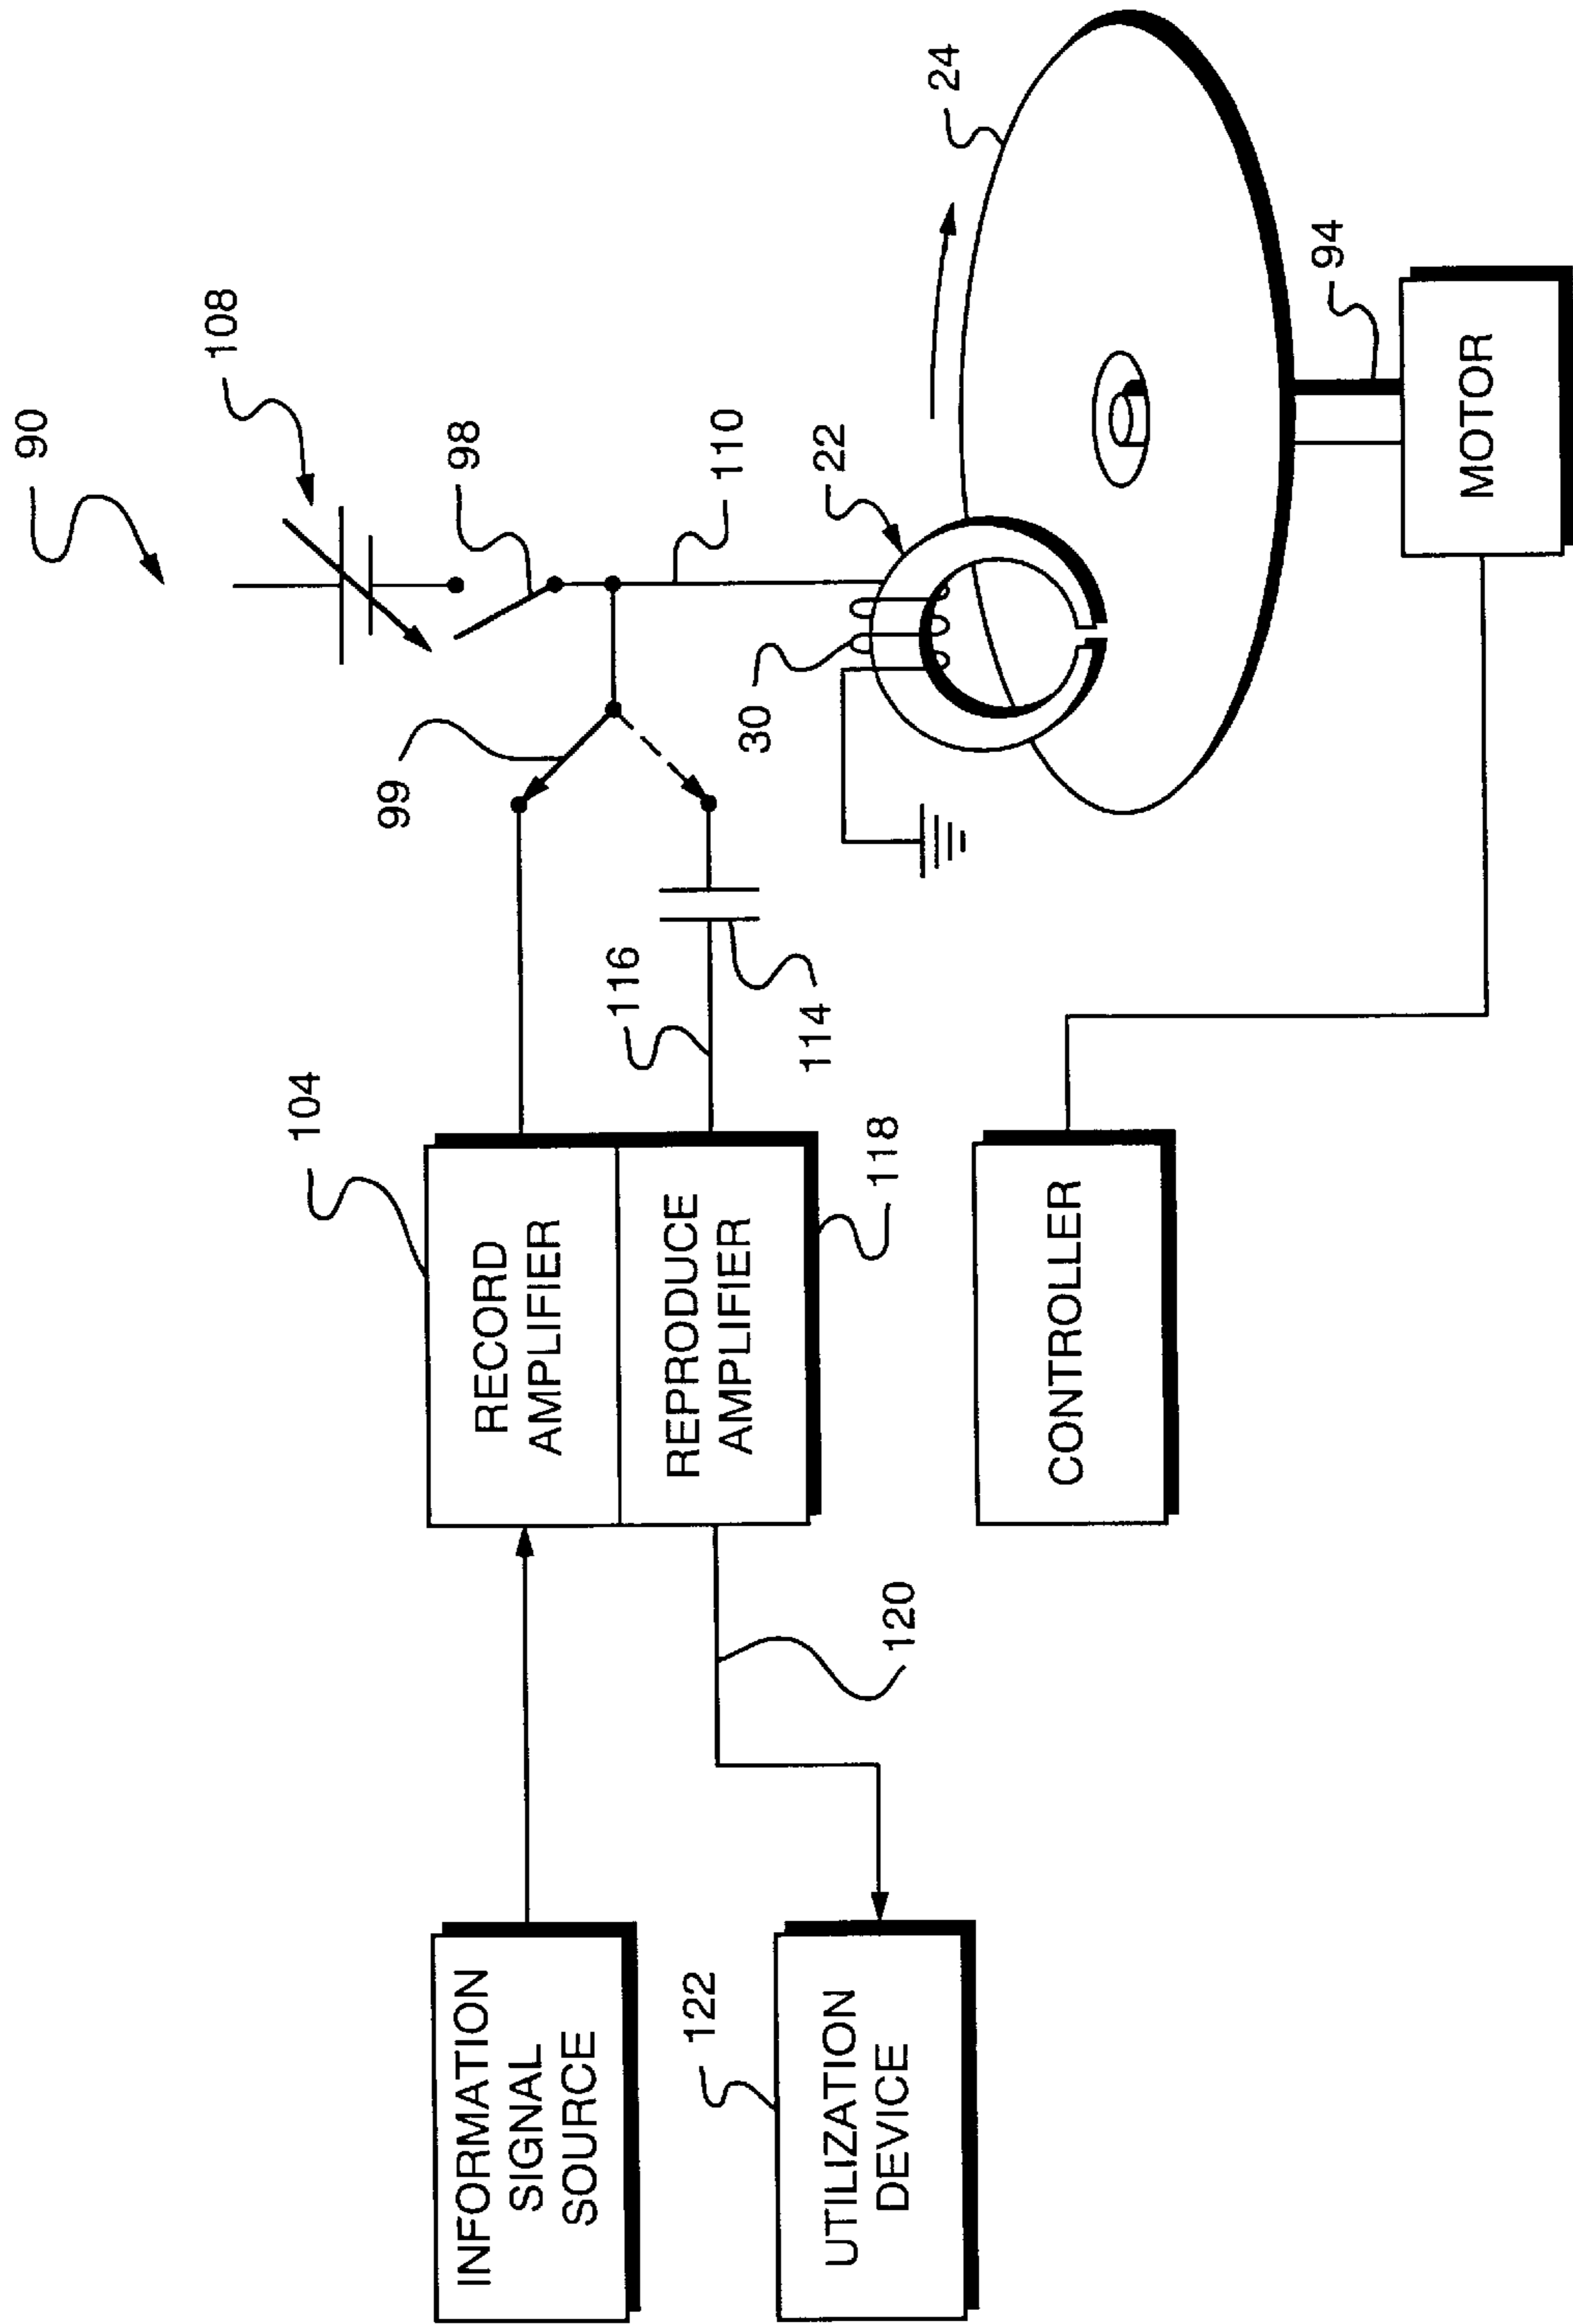 90
108
98
110
22
24
99
30
94
MOTOR
104
116
114
RECORD
AMPLIFIER
REPRODUCE
AMPLIFIER
118
CONTROLLER
120
INFORMATION
SIGNAL
SOURCE
122
UTILIZATION
DEVICE